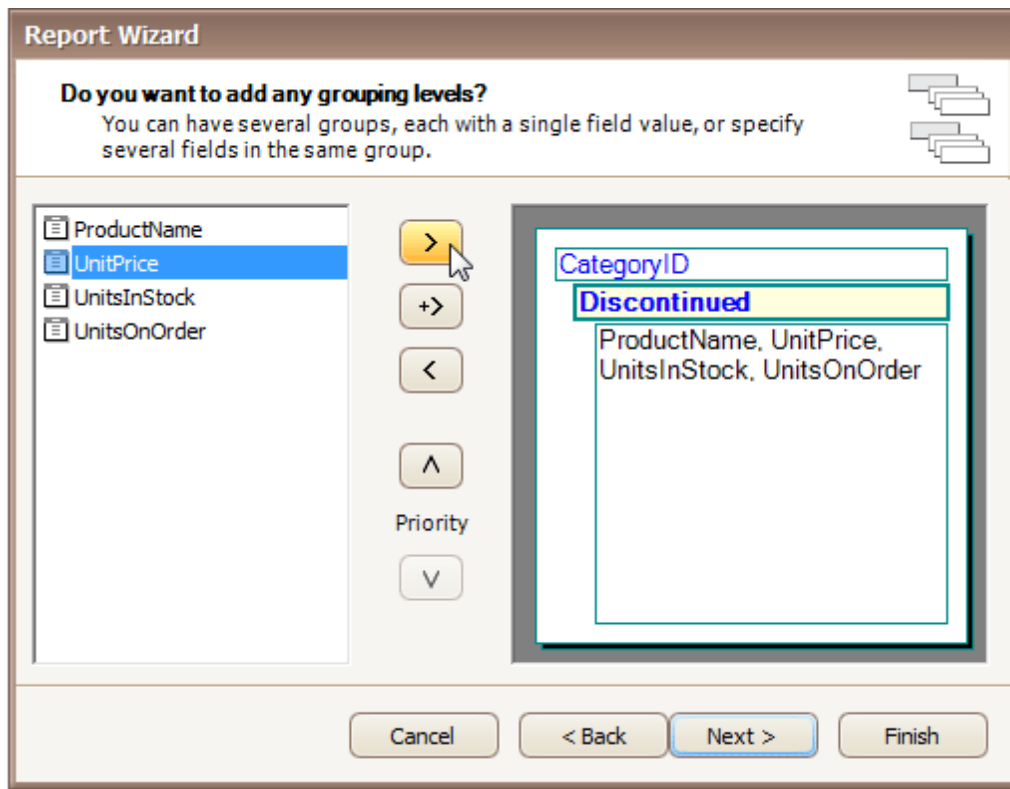 Report Wizard
Do you want to add any grouping levels?
You can have several groups, each with a single field value, or specify
several fields in the same group.
ProductName
UnitPrice
UnitsInStock
UnitsOnOrder
>
+>
<
^
Priority
v
CategoryID
Discontinued
ProductName, UnitPrice,
UnitsInStock, UnitsOnOrder
Cancel
< Back
Next >
Finish